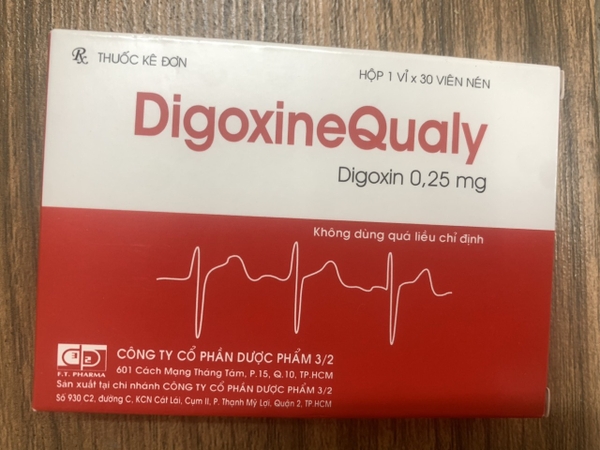 ℞ THUỐC KÊ ĐƠN
HỘP 1 VỈ x 30 VIÊN NÉN
DigoxineQualy
Digoxin 0,25 mg
Không dùng quá liều chỉ định
F.T. PHARMA
CÔNG TY CỔ PHẦN DƯỢC PHẨM 3/2
601 Cách Mạng Tháng Tám, P.15, Q.10, TP.HCM
Sản xuất tại chi nhánh CÔNG TY CỔ PHẦN DƯỢC PHẨM 3/2
Số 930 C2, đường C, KCN Cát Lái, Cụm II, P. Thạnh Mỹ Lợi, Quận 2, TP.HCM